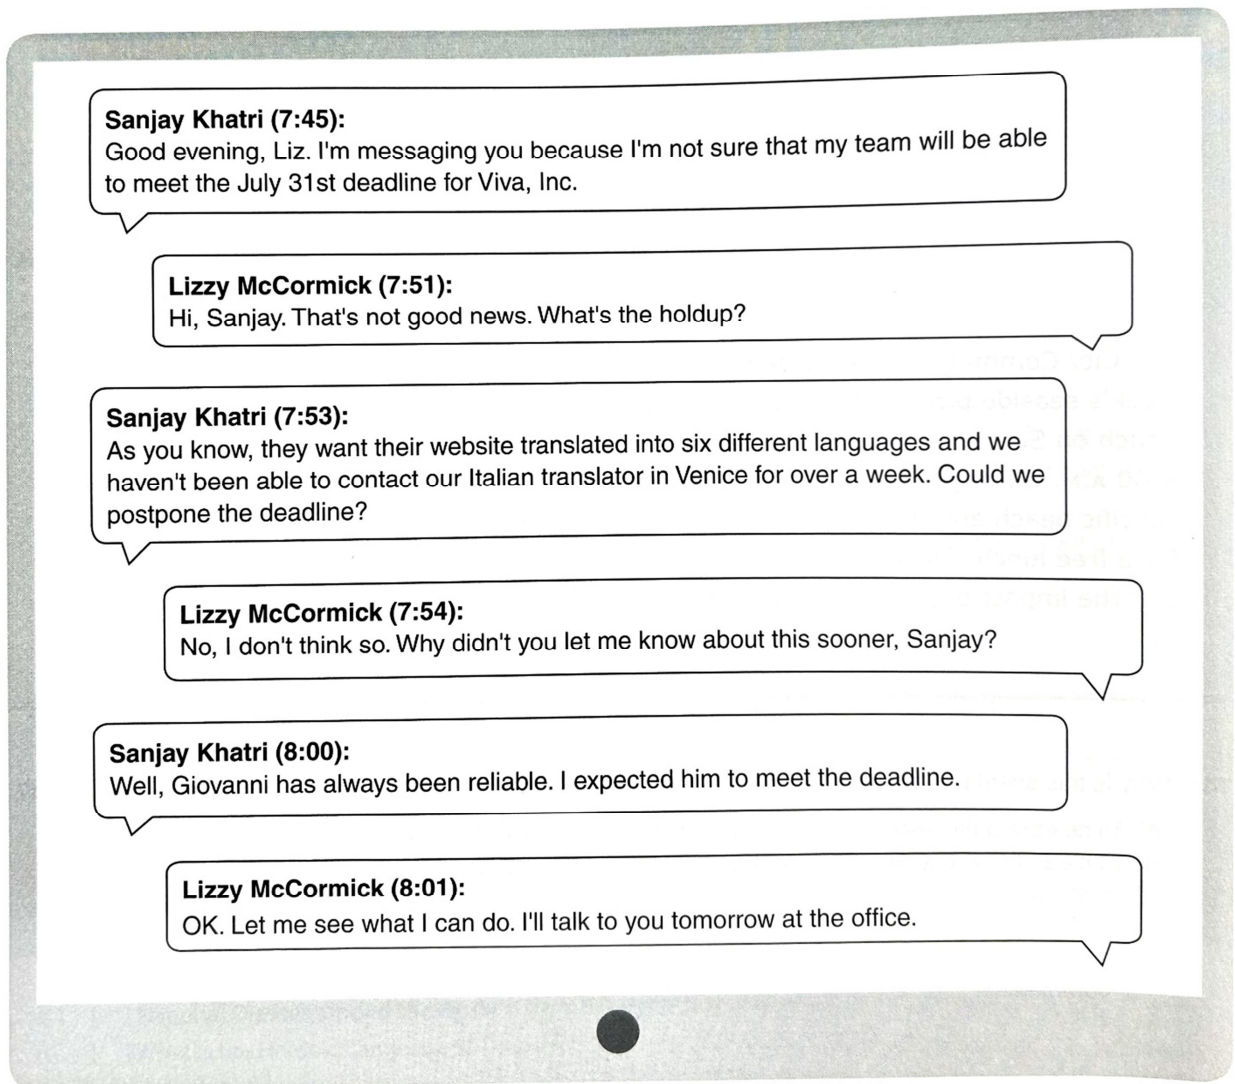 Sanjay Khatri (7:45):
Good evening, Liz. I'm messaging you because I'm not sure that my team will be able
to meet the July 31st deadline for Viva, Inc.
Lizzy McCormick (7:51):
Hi, Sanjay. That's not good news. What's the holdup?
Sanjay Khatri (7:53):
As you know, they want their website translated into six different languages and we
haven't been able to contact our Italian translator in Venice for over a week. Could we
postpone the deadline?
Lizzy McCormick (7:54):
No, I don't think so. Why didn't you let me know about this sooner, Sanjay?
Sanjay Khatri (8:00):
Well, Giovanni has always been reliable. I expected him to meet the deadline.
Lizzy McCormick (8:01):
OK. Let me see what I can do. I'll talk to you tomorrow at the office.